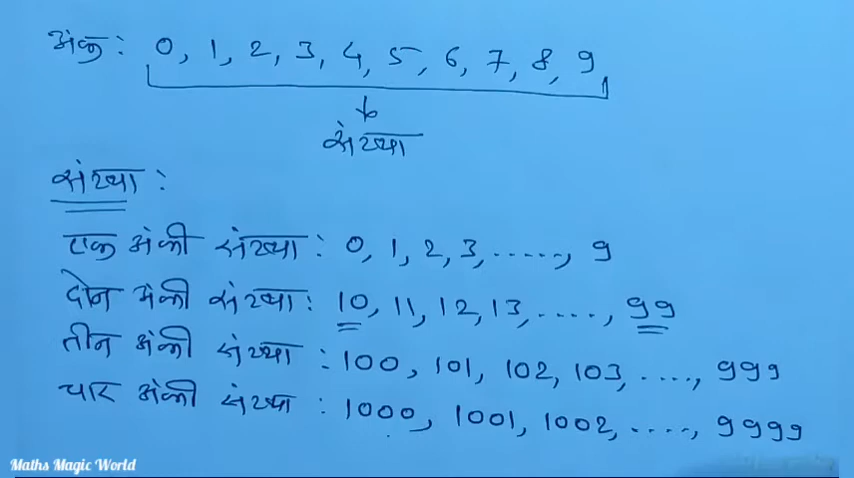 अंक: 0, 1, 2, 3, 4, 5, 6, 7, 8, 9
संख्या
संख्या :
एक अंकी संख्या : 0, 1, 2, 3, ....., 9
दोन अंकी संख्या : 10, 11, 12, 13, ....., 99
तीन अंकी संख्या : 100, 101, 102, 103, ...., 999
चार अंकी संख्या : 1000, 1001, 1002, ....., 9999
Maths Magic World